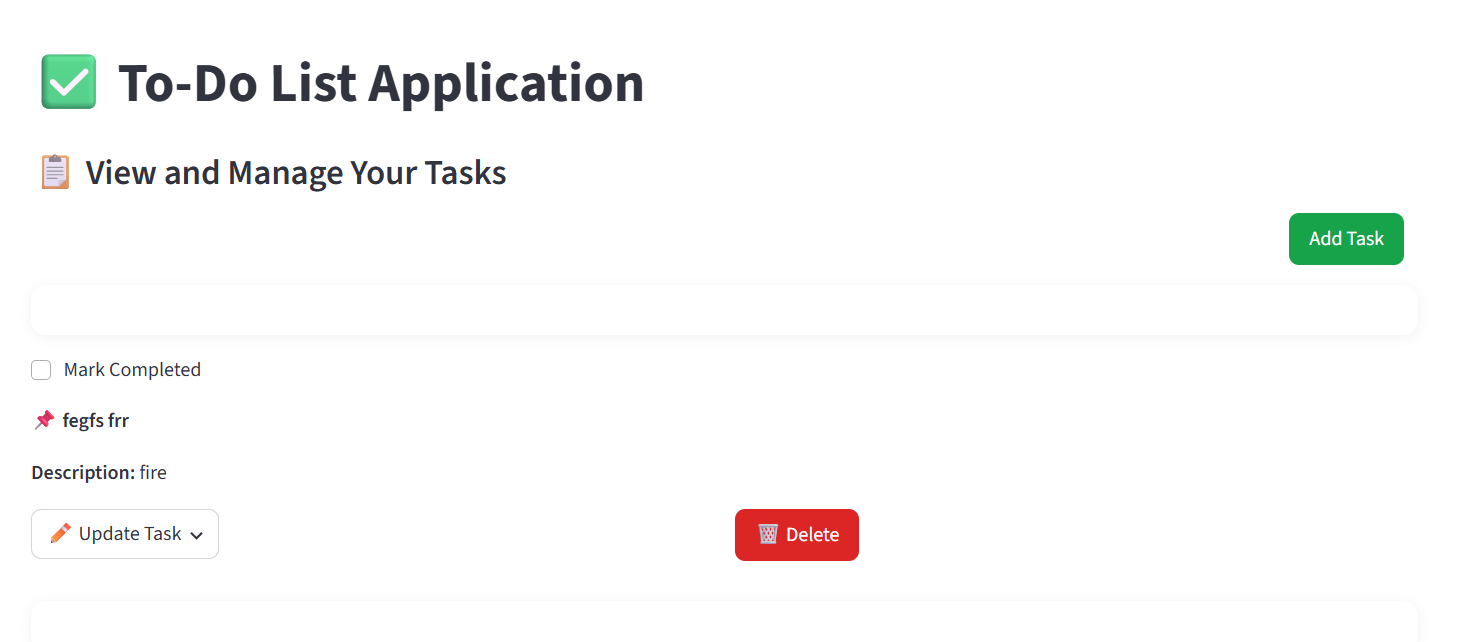 To-Do List Application
View and Manage Your Tasks
Add Task
Mark Completed
fegfs frr
Description: fire
Update Task
Delete